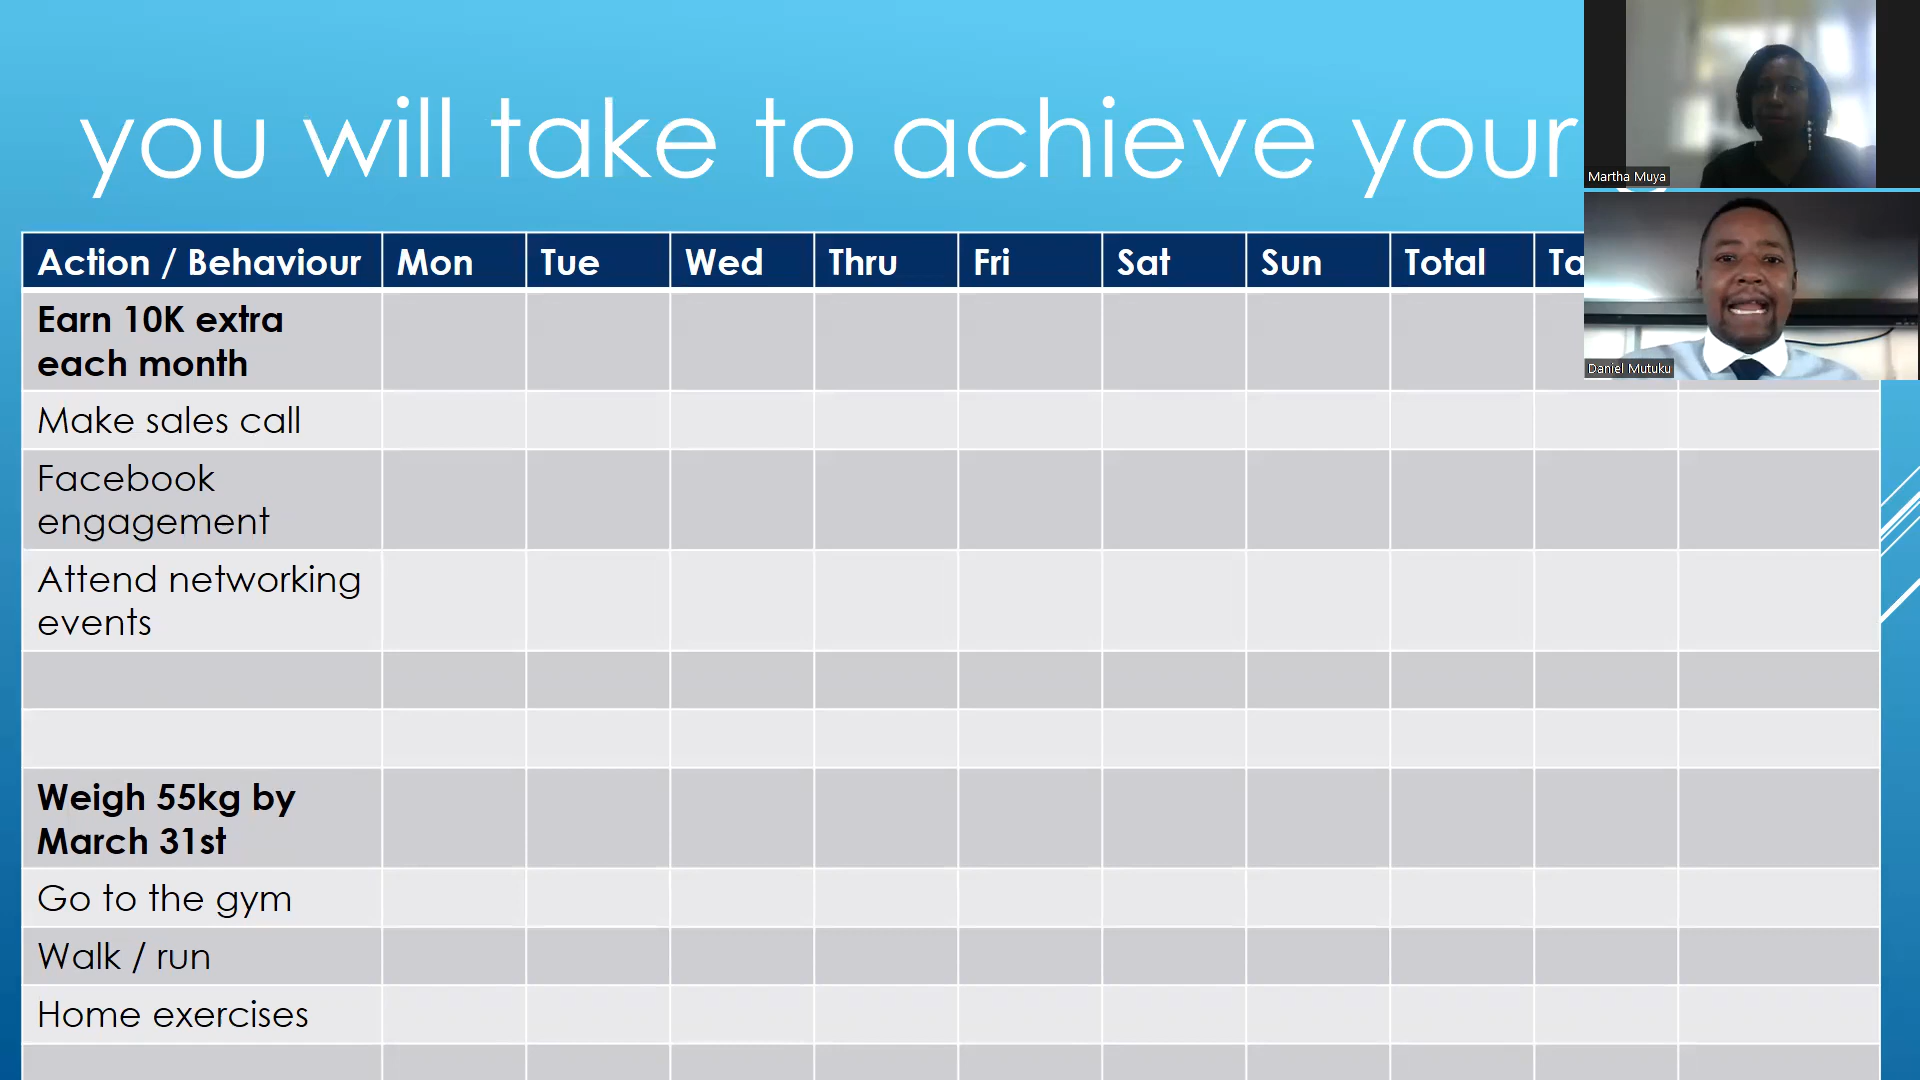 you will take to achieve your
Martha Muya
Daniel Mutuku
Action / Behaviour Mon Tue Wed Thru Fri Sat Sun Total
Earn 10K extra
each month
Make sales call
Facebook
engagement
Attend networking
events
Weigh 55kg by
March 31st
Go to the gym
Walk / run
Home exercises